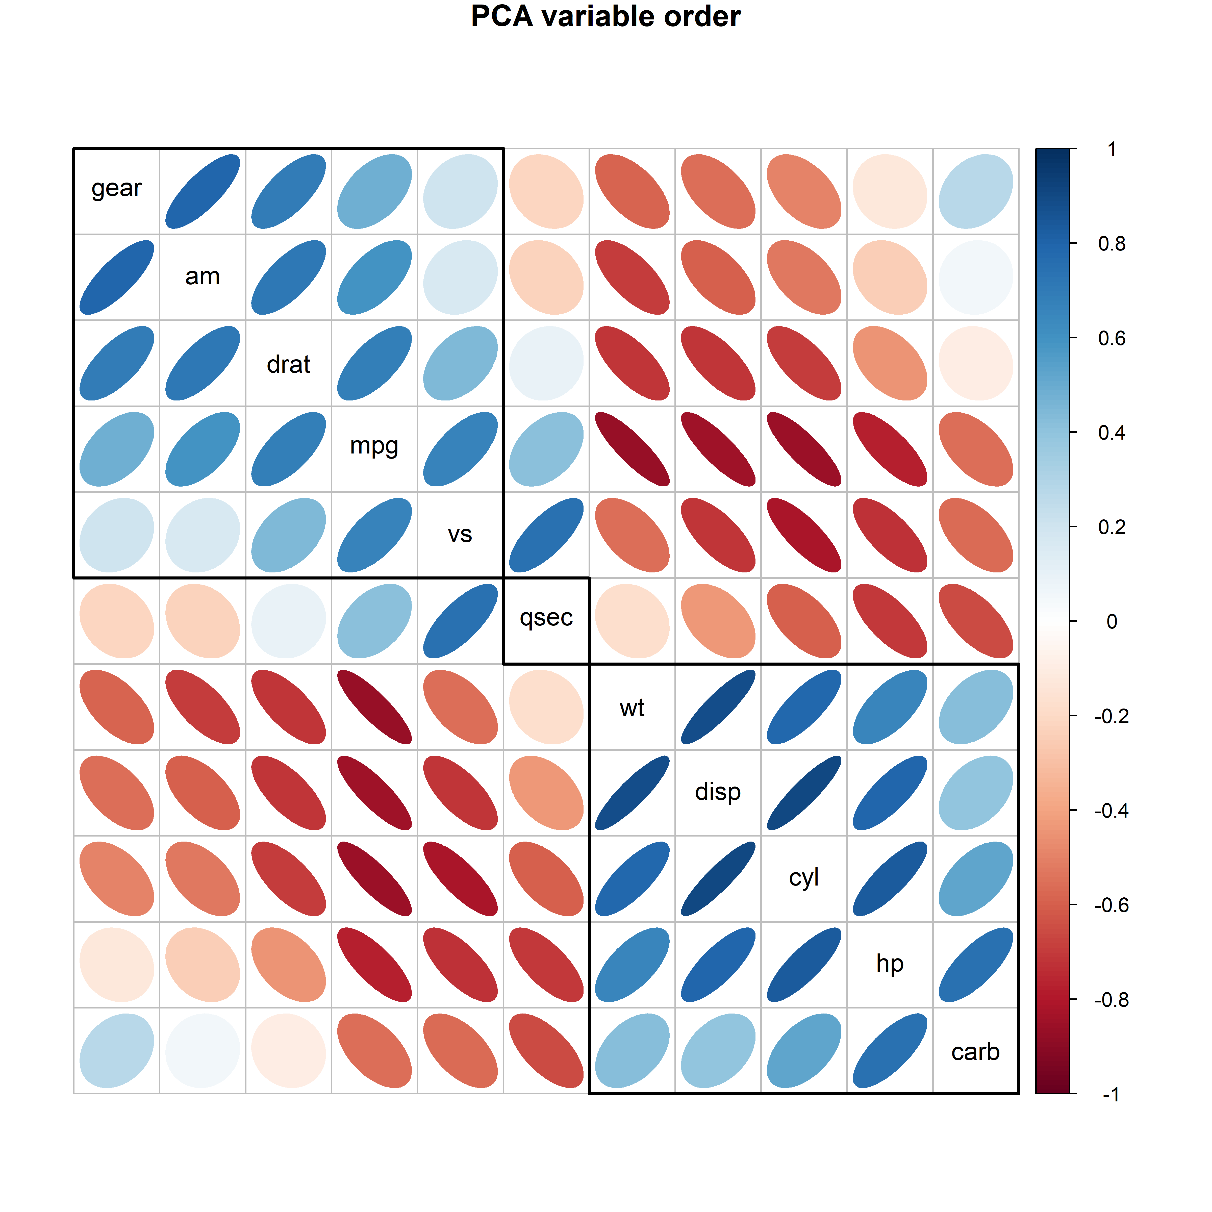 PCA variable order
gear
am
drat
mpg
vs
qsec
wt
disp
cyl
hp
carb
1
0.8
0.6
0.4
0.2
0
-0.2
-0.4
-0.6
-0.8
-1